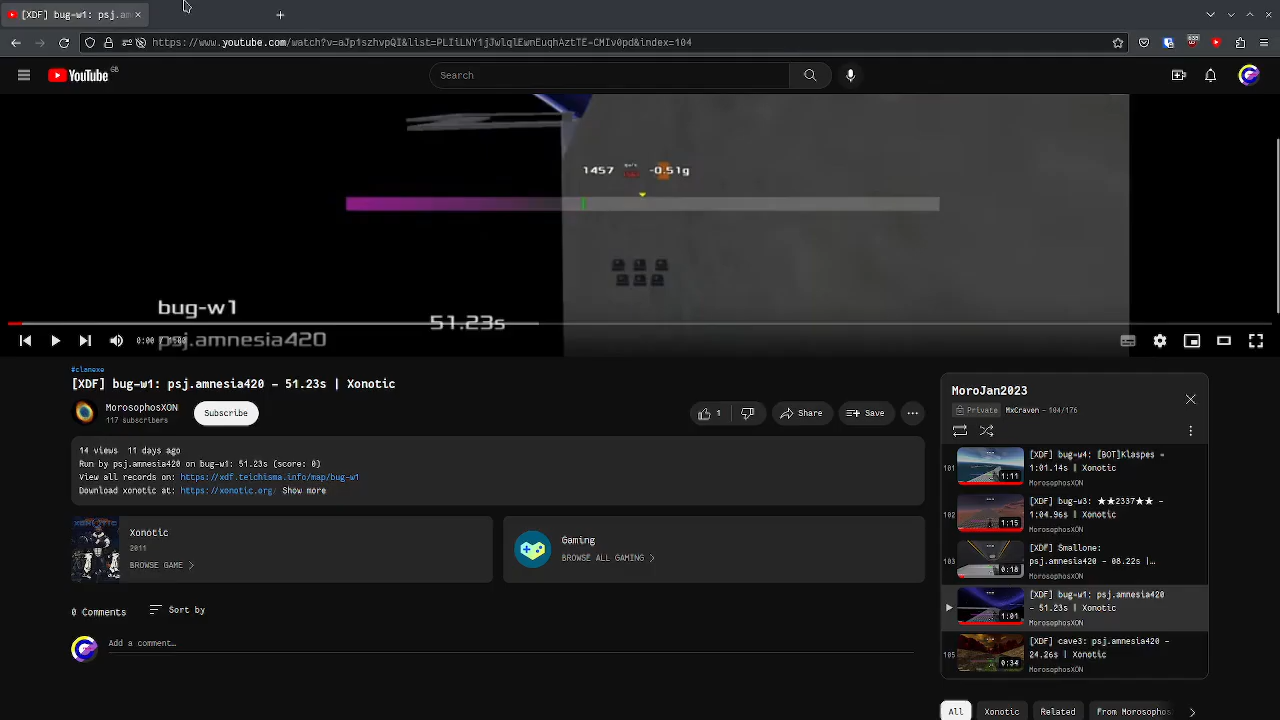 [XDF] bug-w1: psj.am
https://www.youtube.com/watch?v=aJp1szhvpQI&list=PLIiLNY1jJwlqlEwmEuqhAztTE-CMIv0pd&index=104
YouTube GB
Search
1457 -0.51g
bug-w1
51.23s
psj.amnesia420
0:00
#clanexe
[XDF] bug-w1: psj.amnesia420 - 51.23s | Xonotic
MorosophosXON
117 subscribers
Subscribe
1
Share
Save
14 views 11 days ago
Run by psj.amnesia420 on bug-w1: 51.23s (score: 0)
View all records on: https://xdf.teichisma.info/map/bug-w1
Download xonotic at: https://xonotic.org/ Show more
Xonotic
2011
BROWSE GAME
Gaming
BROWSE ALL GAMING
0 Comments
Sort by
Add a comment…
MoroJan2023
Private MxCraven - 104/176
101
1:11
[XDF] bug-w4: [BOT]Klaspes - 1:01.14s | Xonotic
MorosophosXON
102
1:15
[XDF] bug-w3: ★★2337★★ - 1:04.96s | Xonotic
MorosophosXON
103
0:18
[XDF] Smallone: psj.amnesia420 - 08.22s |…
MorosophosXON
1:01
[XDF] bug-w1: psj.amnesia420 - 51.23s | Xonotic
MorosophosXON
105
0:34
[XDF] cave3: psj.amnesia420 - 24.26s | Xonotic
MorosophosXON
All
Xonotic
Related
From Morosophos